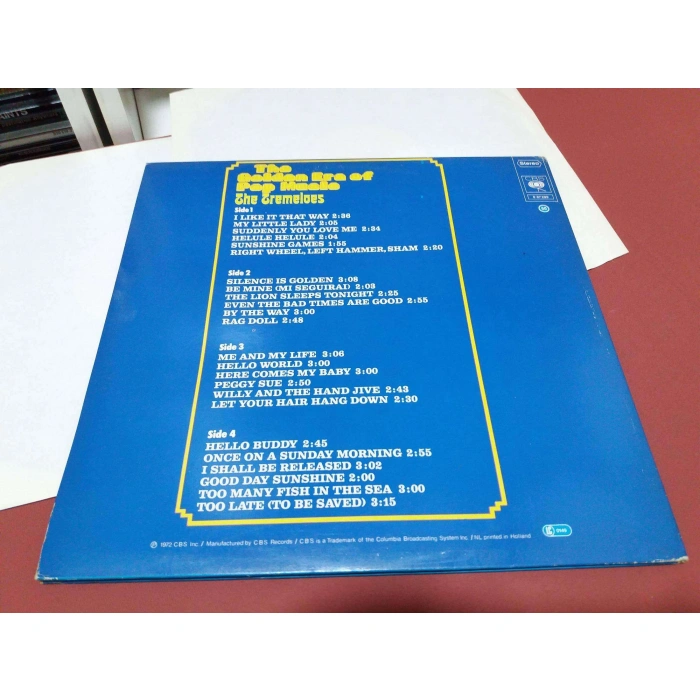 The
Golden Era of
Pop Music
The Tremeloes
Stereo
CBS
Side 1
I LIKE IT THAT WAY 2:36
MY LITTLE LADY 2:05
SUDDENLY YOU LOVE ME 2:34
HELULE HELULE 2:04
SUNSHINE GAMES 1:55
RIGHT WHEEL, LEFT HAMMER, SHAM 2:20
Side 2
SILENCE IS GOLDEN 3:08
BE MINE (MI SEGUIRAI) 2:03
THE LION SLEEPS TONIGHT 2:25
EVEN THE BAD TIMES ARE GOOD 2:55
BY THE WAY 3:00
RAG DOLL 2:48
Side 3
ME AND MY LIFE 3:06
HELLO WORLD 3:00
HERE COMES MY BABY 3:00
PEGGY SUE 2:50
WILLY AND THE HAND JIVE 2:43
LET YOUR HAIR HANG DOWN 2:30
Side 4
HELLO BUDDY 2:45
ONCE ON A SUNDAY MORNING 2:55
I SHALL BE RELEASED 3:02
GOOD DAY SUNSHINE 2:00
TOO MANY FISH IN THE SEA 3:00
TOO LATE (TO BE SAVED) 3:15
℗ 1972 CBS Inc / Manufactured by CBS Records / CBS is a Trademark of the Columbia Broadcasting System Inc / NL printed in Holland